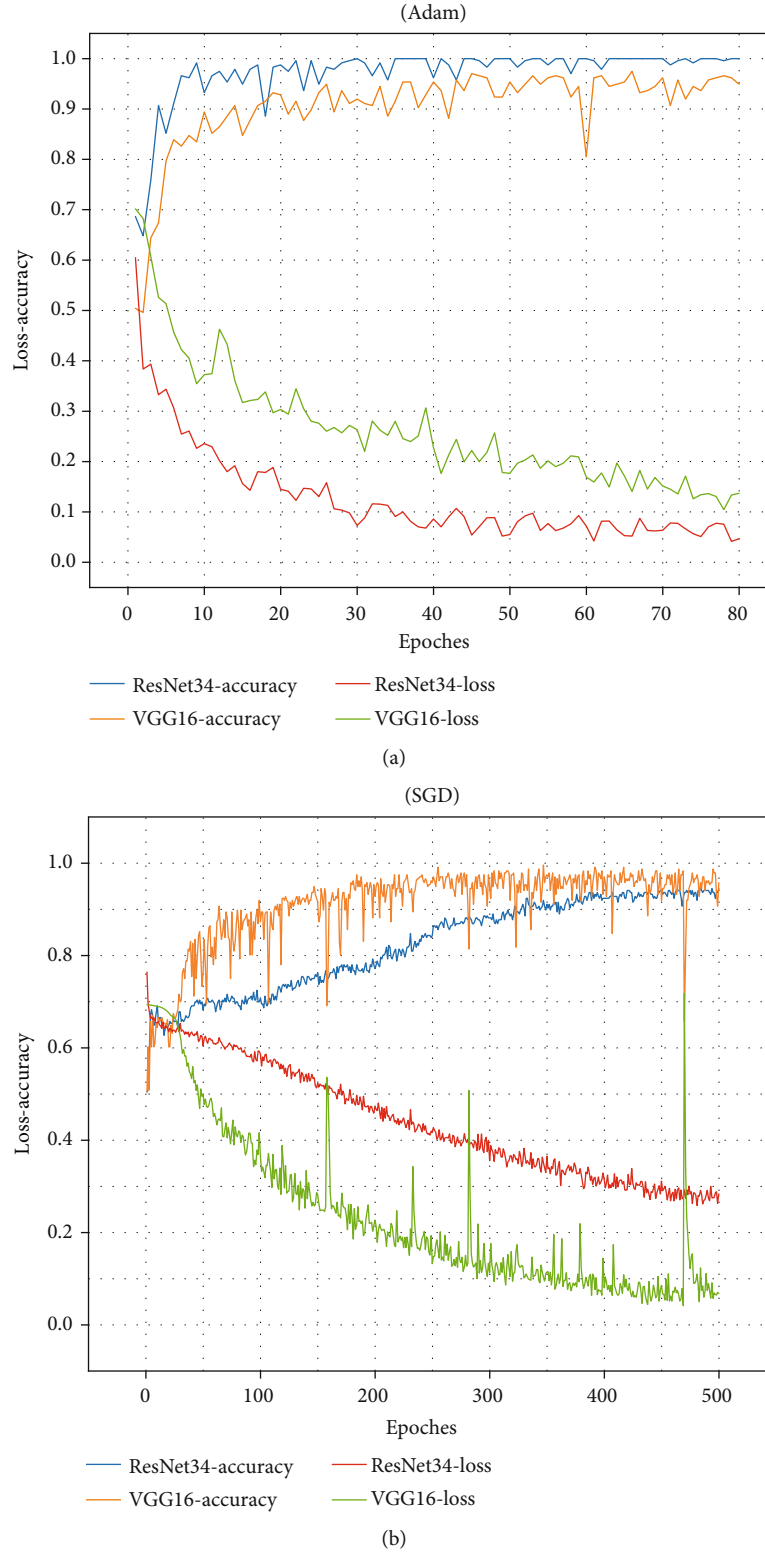 (Adam)
1.0
0.9
0.8
0.7
0.6
0.5
0.4
0.3
0.2
0.1
0.0
Loss-accuracy
0 10 20 30 40 50 60 70 80
Epoches
ResNet34-accuracy ResNet34-loss
VGG16-accuracy VGG16-loss
(a)
(SGD)
1.0
0.8
0.6
0.4
0.2
0.0
Loss-accuracy
0 100 200 300 400 500
Epoches
ResNet34-accuracy ResNet34-loss
VGG16-accuracy VGG16-loss
(b)